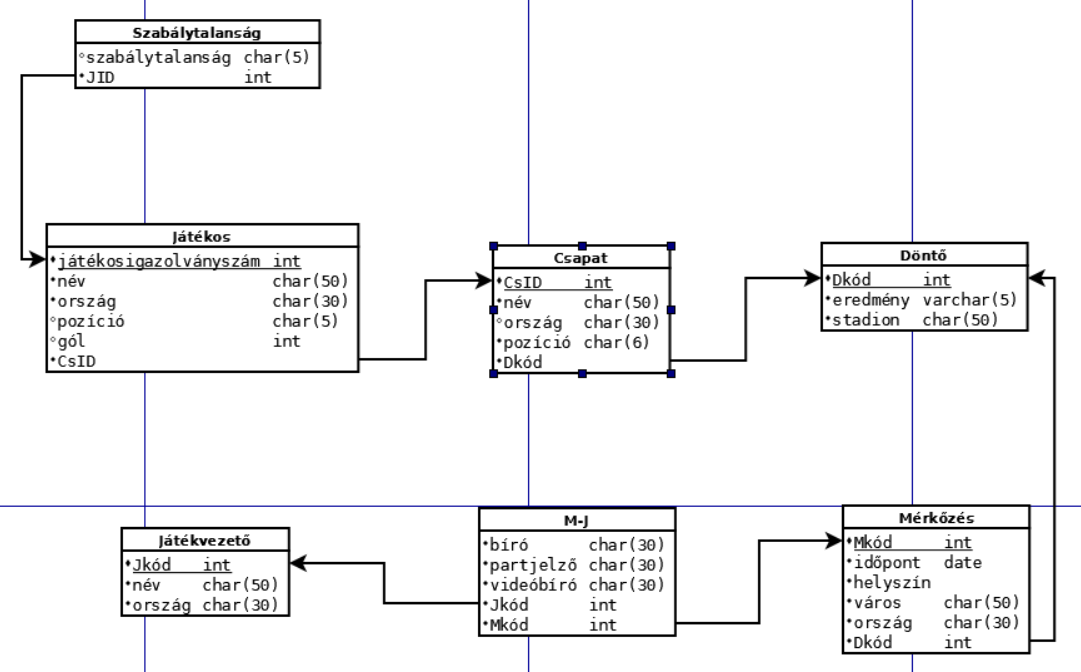 Szabálytalanság
szabálytalanság char(5)
JID int
Játékos
játékosigazolványszám int
név char(50)
ország char(30)
pozíció char(5)
gól int
CsID
Csapat
CsID int
név char(50)
ország char(30)
pozíció char(6)
Dkód
Döntő
Dkód int
eredmény varchar(5)
stadion char(50)
Játékvezető
Jkód int
név char(50)
ország char(30)
M-J
bíró char(30)
partjelző char(30)
videóbíró char(30)
Jkód int
Mkód int
Mérkőzés
Mkód int
időpont date
helyszín
város char(50)
ország char(30)
Dkód int